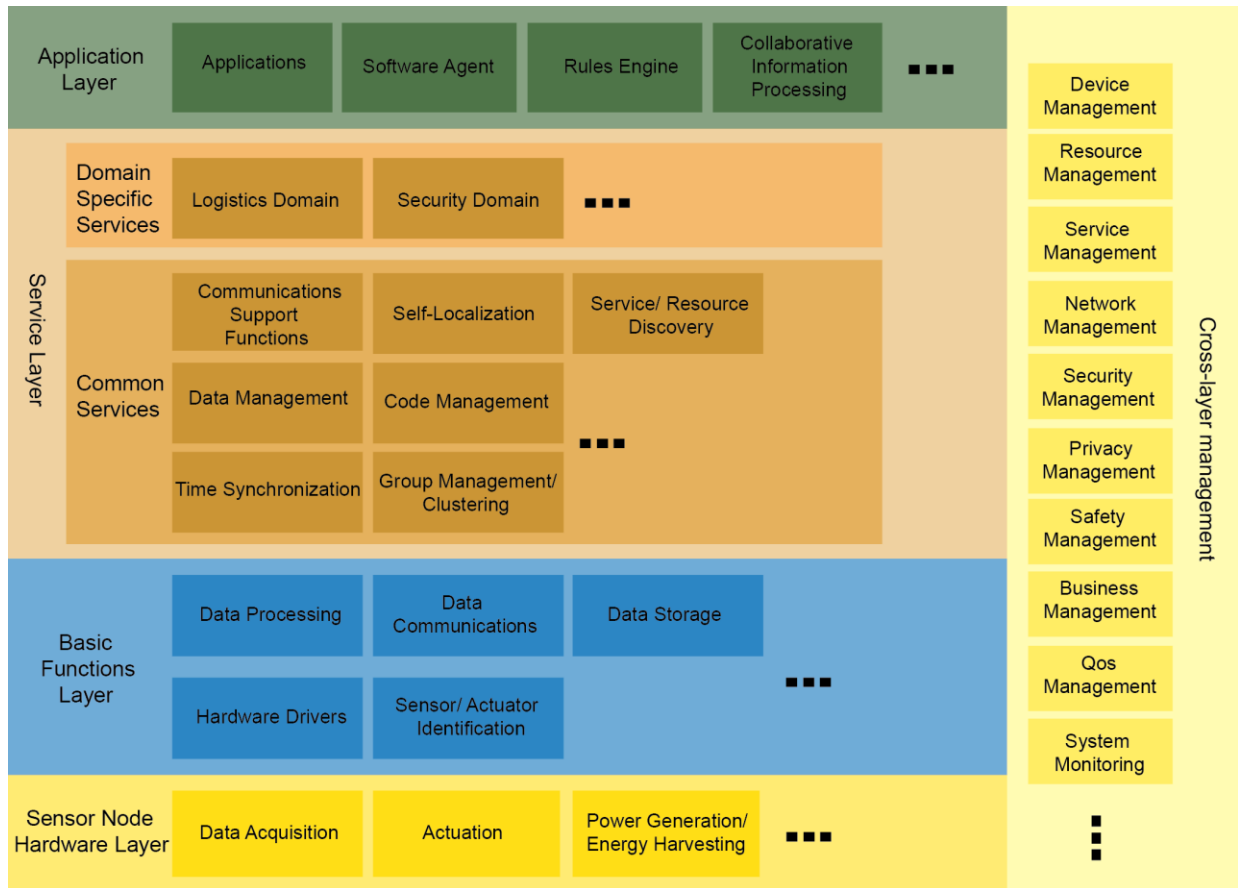 Application
Layer
Applications
Software Agent
Rules Engine
Collaborative
Information
Processing
Service Layer
Domain
Specific
Services
Logistics Domain
Security Domain
Common
Services
Communications
Support
Functions
Self-Localization
Service/ Resource
Discovery
Data Management
Code Management
Time Synchronization
Group Management/
Clustering
Basic
Functions
Layer
Data Processing
Data
Communications
Data Storage
Hardware Drivers
Sensor/ Actuator
Identification
Sensor Node
Hardware Layer
Data Acquisition
Actuation
Power Generation/
Energy Harvesting
Cross-layer management
Device
Management
Resource
Management
Service
Management
Network
Management
Security
Management
Privacy
Management
Safety
Management
Business
Management
Qos
Management
System
Monitoring